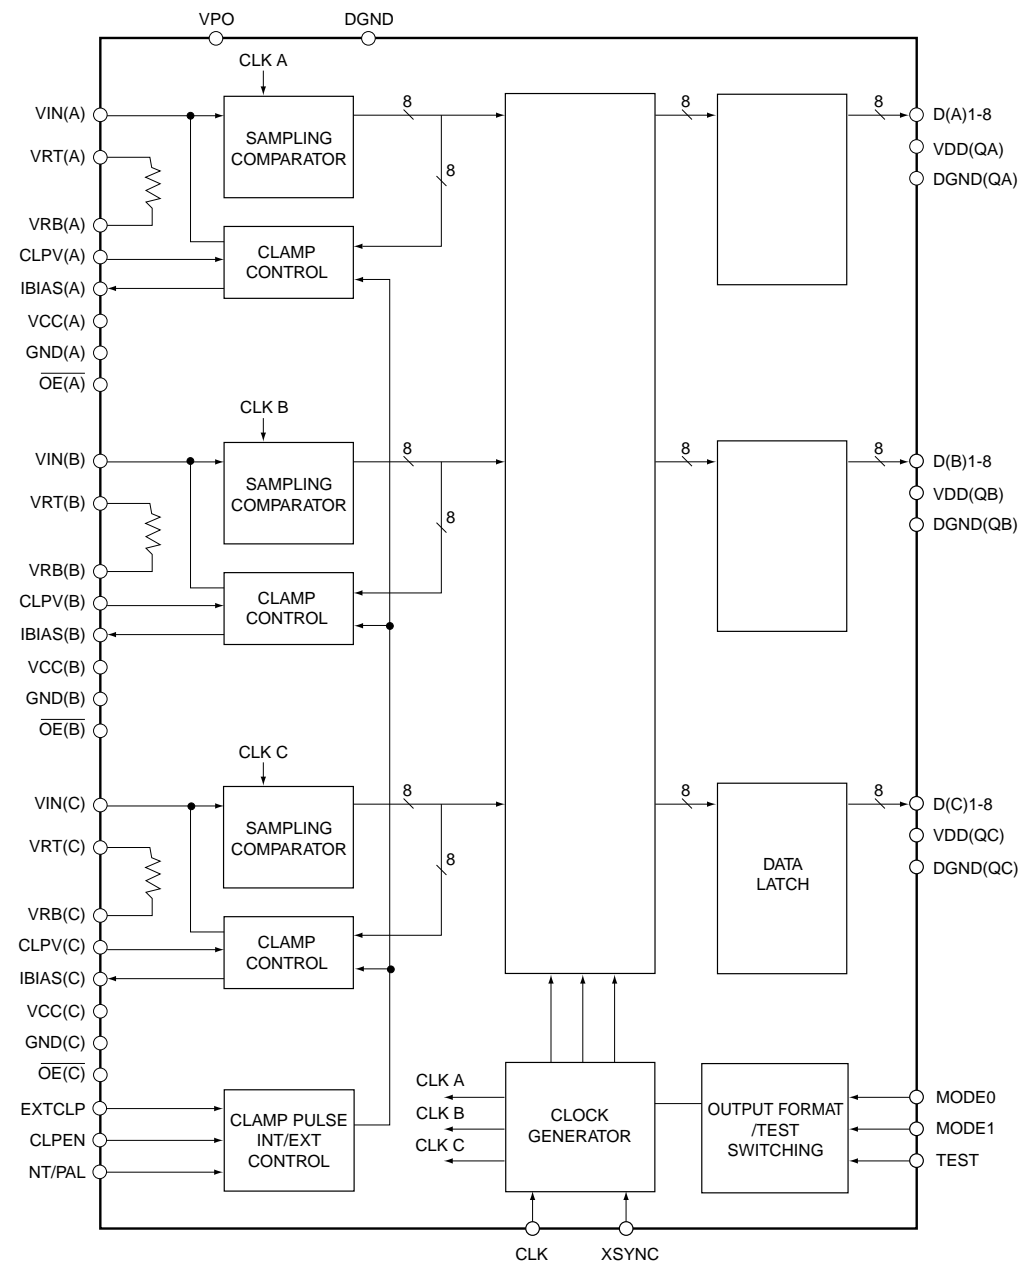 VPO
DGND
CLK A
VIN(A)
SAMPLING
COMPARATOR
8
8
8
8
D(A)1-8
VRT(A)
VDD(QA)
DGND(QA)
VRB(A)
CLPV(A)
CLAMP
CONTROL
IBIAS(A)
VCC(A)
GND(A)
OE(A)
CLK B
VIN(B)
SAMPLING
COMPARATOR
8
8
8
8
D(B)1-8
VRT(B)
VDD(QB)
DGND(QB)
VRB(B)
CLPV(B)
CLAMP
CONTROL
IBIAS(B)
VCC(B)
GND(B)
OE(B)
CLK C
VIN(C)
SAMPLING
COMPARATOR
8
8
8
8
D(C)1-8
VRT(C)
VDD(QC)
DGND(QC)
DATA
LATCH
VRB(C)
CLPV(C)
CLAMP
CONTROL
IBIAS(C)
VCC(C)
GND(C)
OE(C)
EXTCLP
CLPEN
NT/PAL
CLAMP PULSE
INT/EXT
CONTROL
CLK A
CLK B
CLK C
CLOCK
GENERATOR
OUTPUT FORMAT
/TEST
SWITCHING
MODE0
MODE1
TEST
CLK
XSYNC